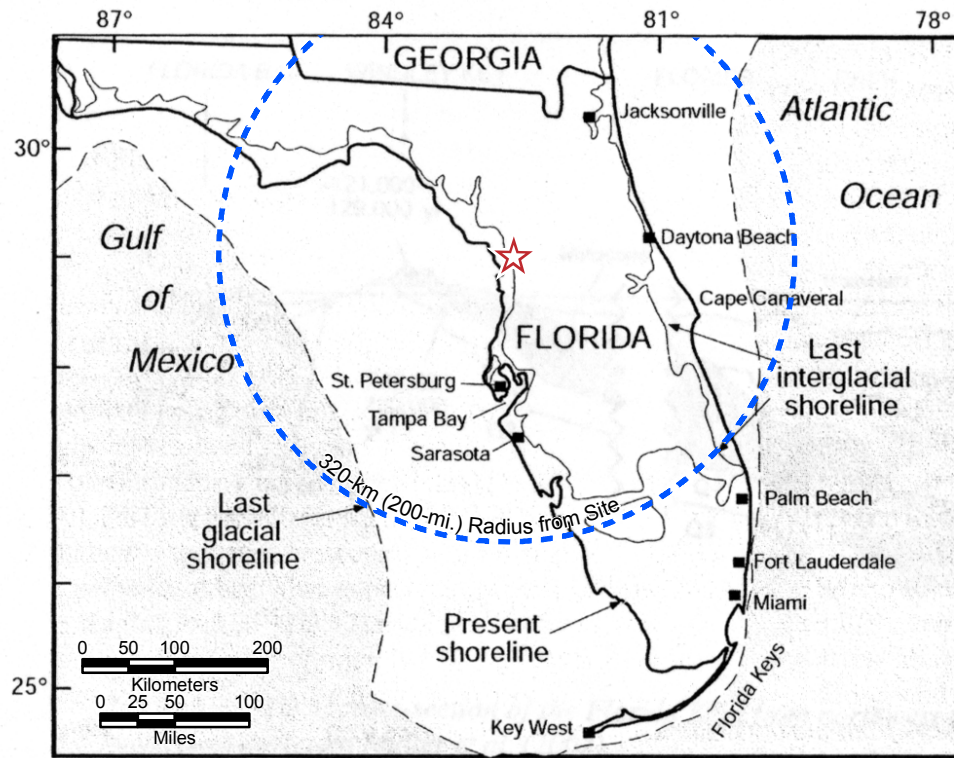 87°
84°
81°
78°
GEORGIA
Jacksonville
Atlantic
Ocean
30°
Gulf
of
Mexico
Daytona Beach
Cape Canaveral
FLORIDA
Last
interglacial
shoreline
St. Petersburg
Tampa Bay
Sarasota
320-km (200-mi.) Radius from Site
Last
glacial
shoreline
Palm Beach
Fort Lauderdale
Miami
Present
shoreline
0 50 100 200
Kilometers
0 25 50 100
Miles
25°
Key West
Florida Keys